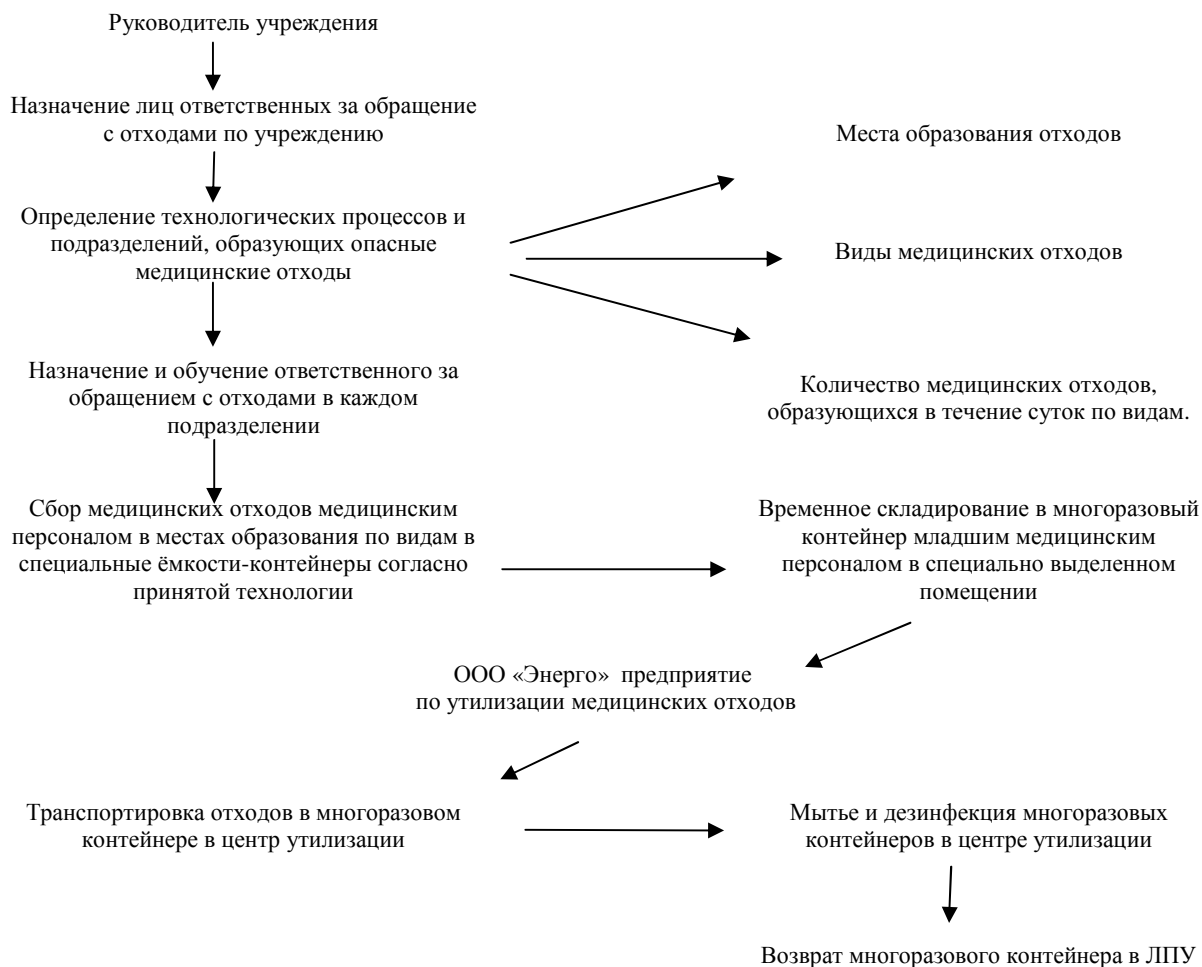 Руководитель учреждения
Назначение лиц ответственных за обращение
с отходами по учреждению
Места образования отходов
Определение технологических процессов и
подразделений, образующих опасные
медицинские отходы
Виды медицинских отходов
Назначение и обучение ответственного за
обращением с отходами в каждом
подразделении
Количество медицинских отходов,
образующихся в течение суток по видам.
Сбор медицинских отходов медицинским
персоналом в местах образования по видам в
специальные ёмкости-контейнеры согласно
принятой технологии
Временное складирование в многоразовый
контейнер младшим медицинским
персоналом в специально выделенном
помещении
ООО «Энерго» предприятие
по утилизации медицинских отходов
Транспортировка отходов в многоразовом
контейнере в центр утилизации
Мытье и дезинфекция многоразовых
контейнеров в центре утилизации
Возврат многоразового контейнера в ЛПУ